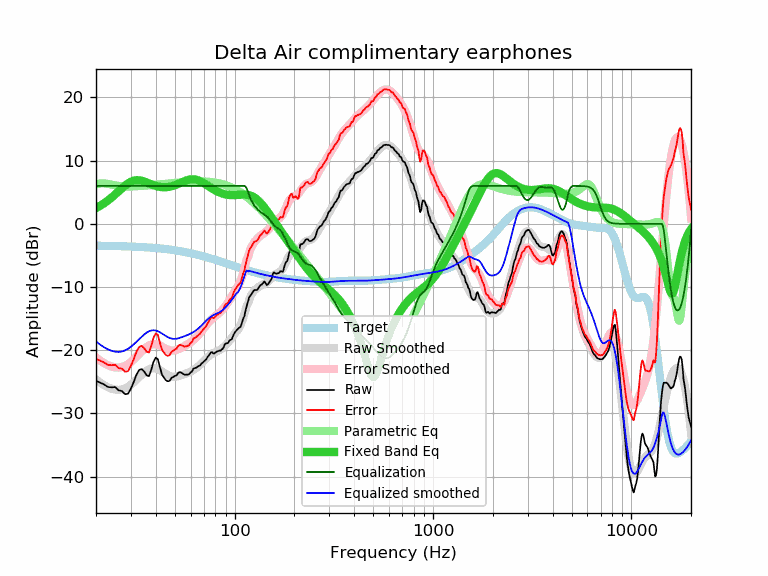 Delta Air complimentary earphones
Amplitude (dBr)
20
10
0
−10
−20
−30
−40
Target
Raw Smoothed
Error Smoothed
Raw
Error
Parametric Eq
Fixed Band Eq
Equalization
Equalized smoothed
100
1000
10000
Frequency (Hz)